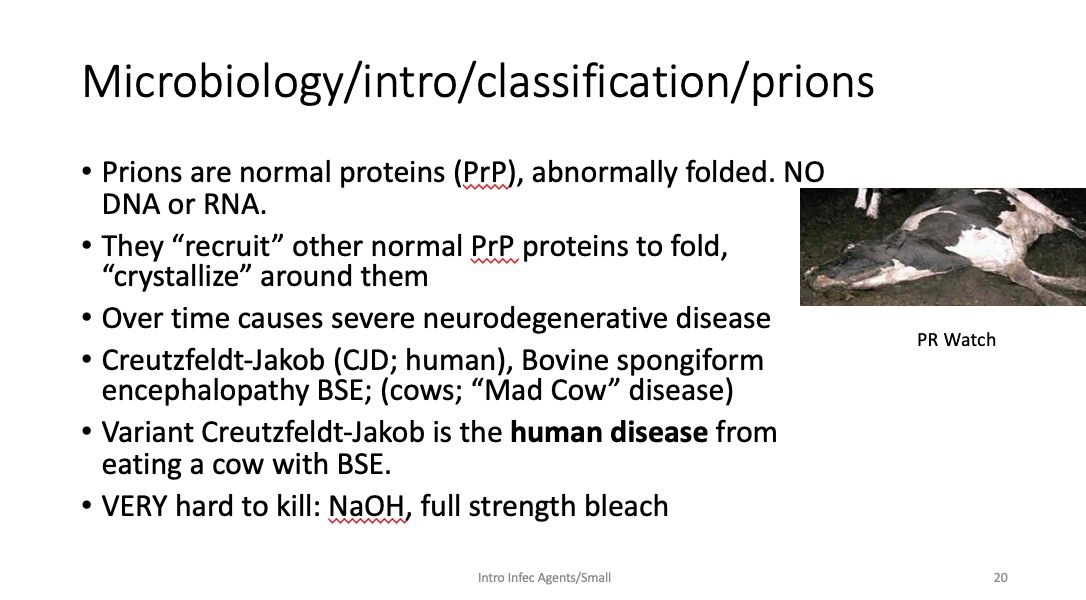 Microbiology/intro/classification/prions
• Prions are normal proteins (PrP), abnormally folded. NO
DNA or RNA.
• They “recruit” other normal PrP proteins to fold,
“crystallize” around them
• Over time causes severe neurodegenerative disease
• Creutzfeldt-Jakob (CJD; human), Bovine spongiform
encephalopathy BSE; (cows; “Mad Cow” disease)
• Variant Creutzfeldt-Jakob is the human disease from
eating a cow with BSE.
• VERY hard to kill: NaOH, full strength bleach
PR Watch
Intro Infec Agents/Small
20